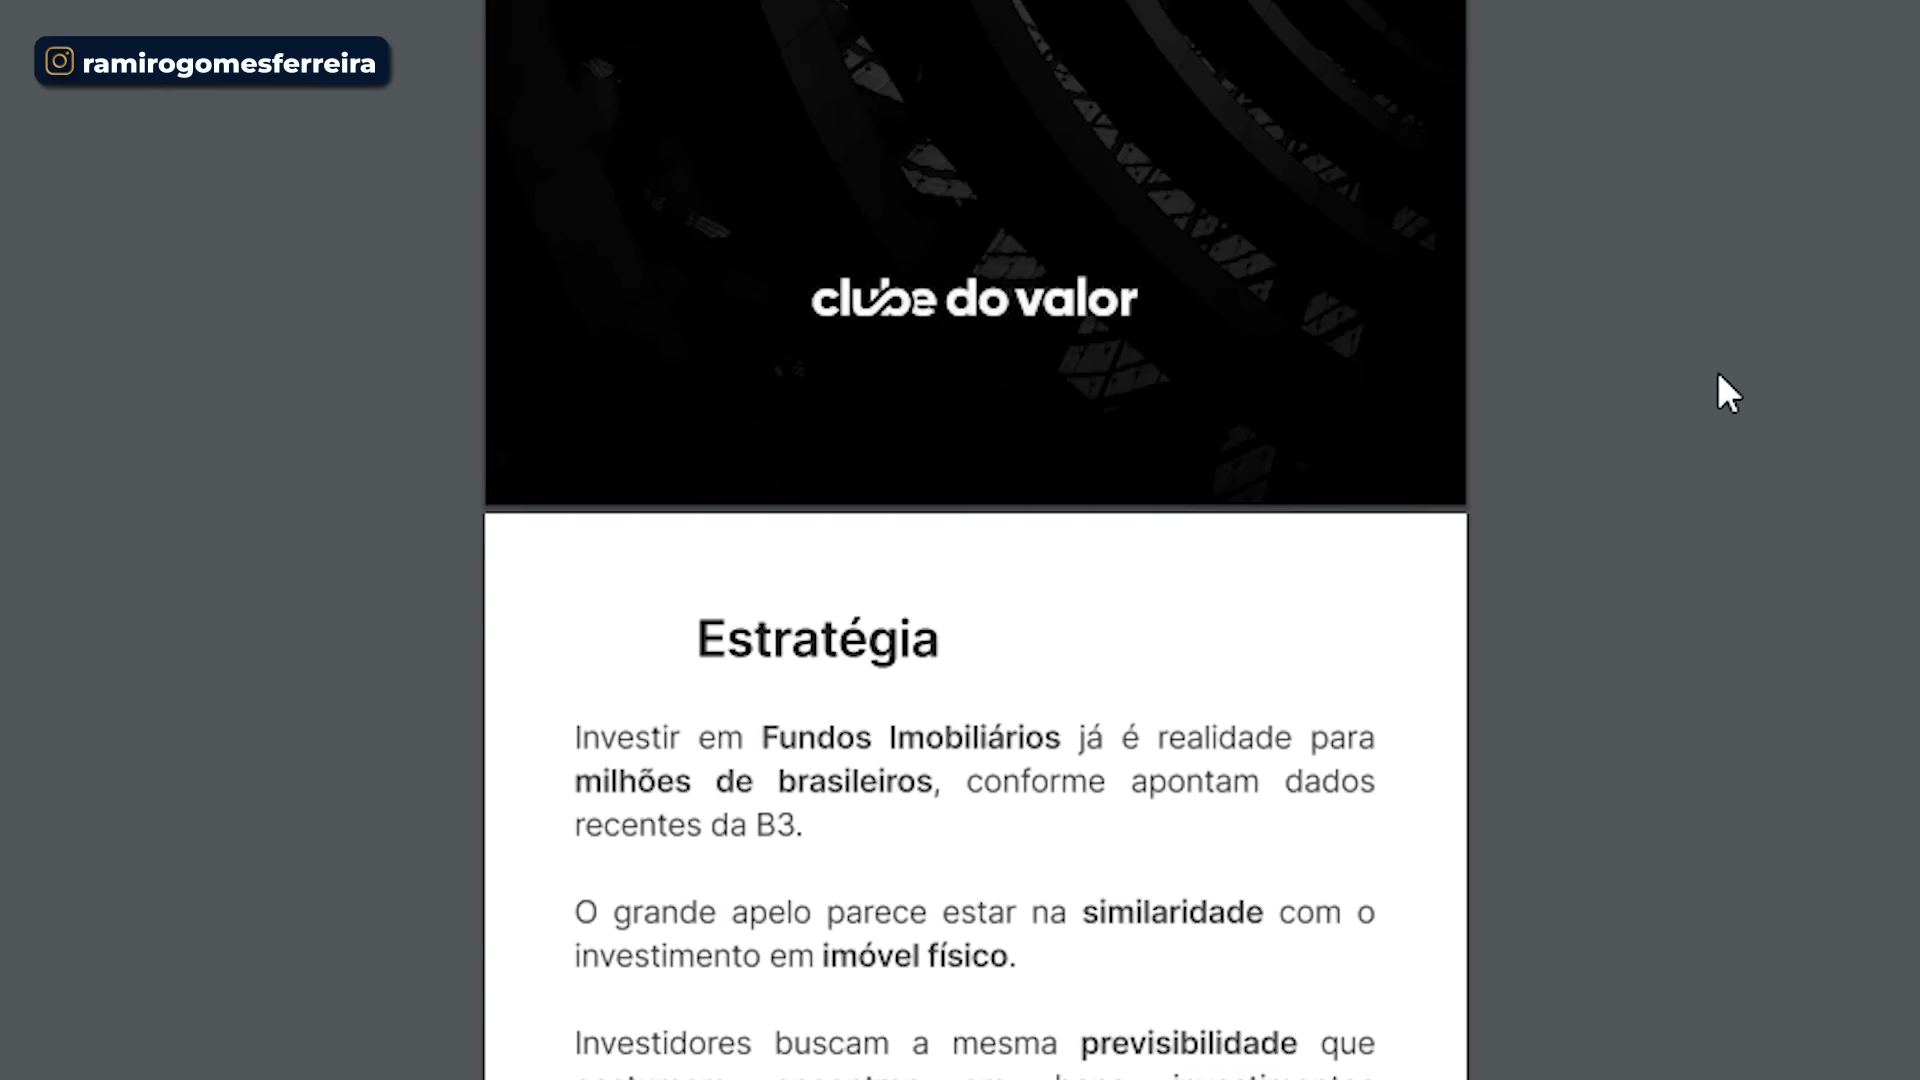 ramirogomesferreira
clube do valor
Estratégia
Investir em Fundos Imobiliários já é realidade para
milhões de brasileiros, conforme apontam dados
recentes da B3.
O grande apelo parece estar na similaridade com o
investimento em imóvel físico.
Investidores buscam a mesma previsibilidade que